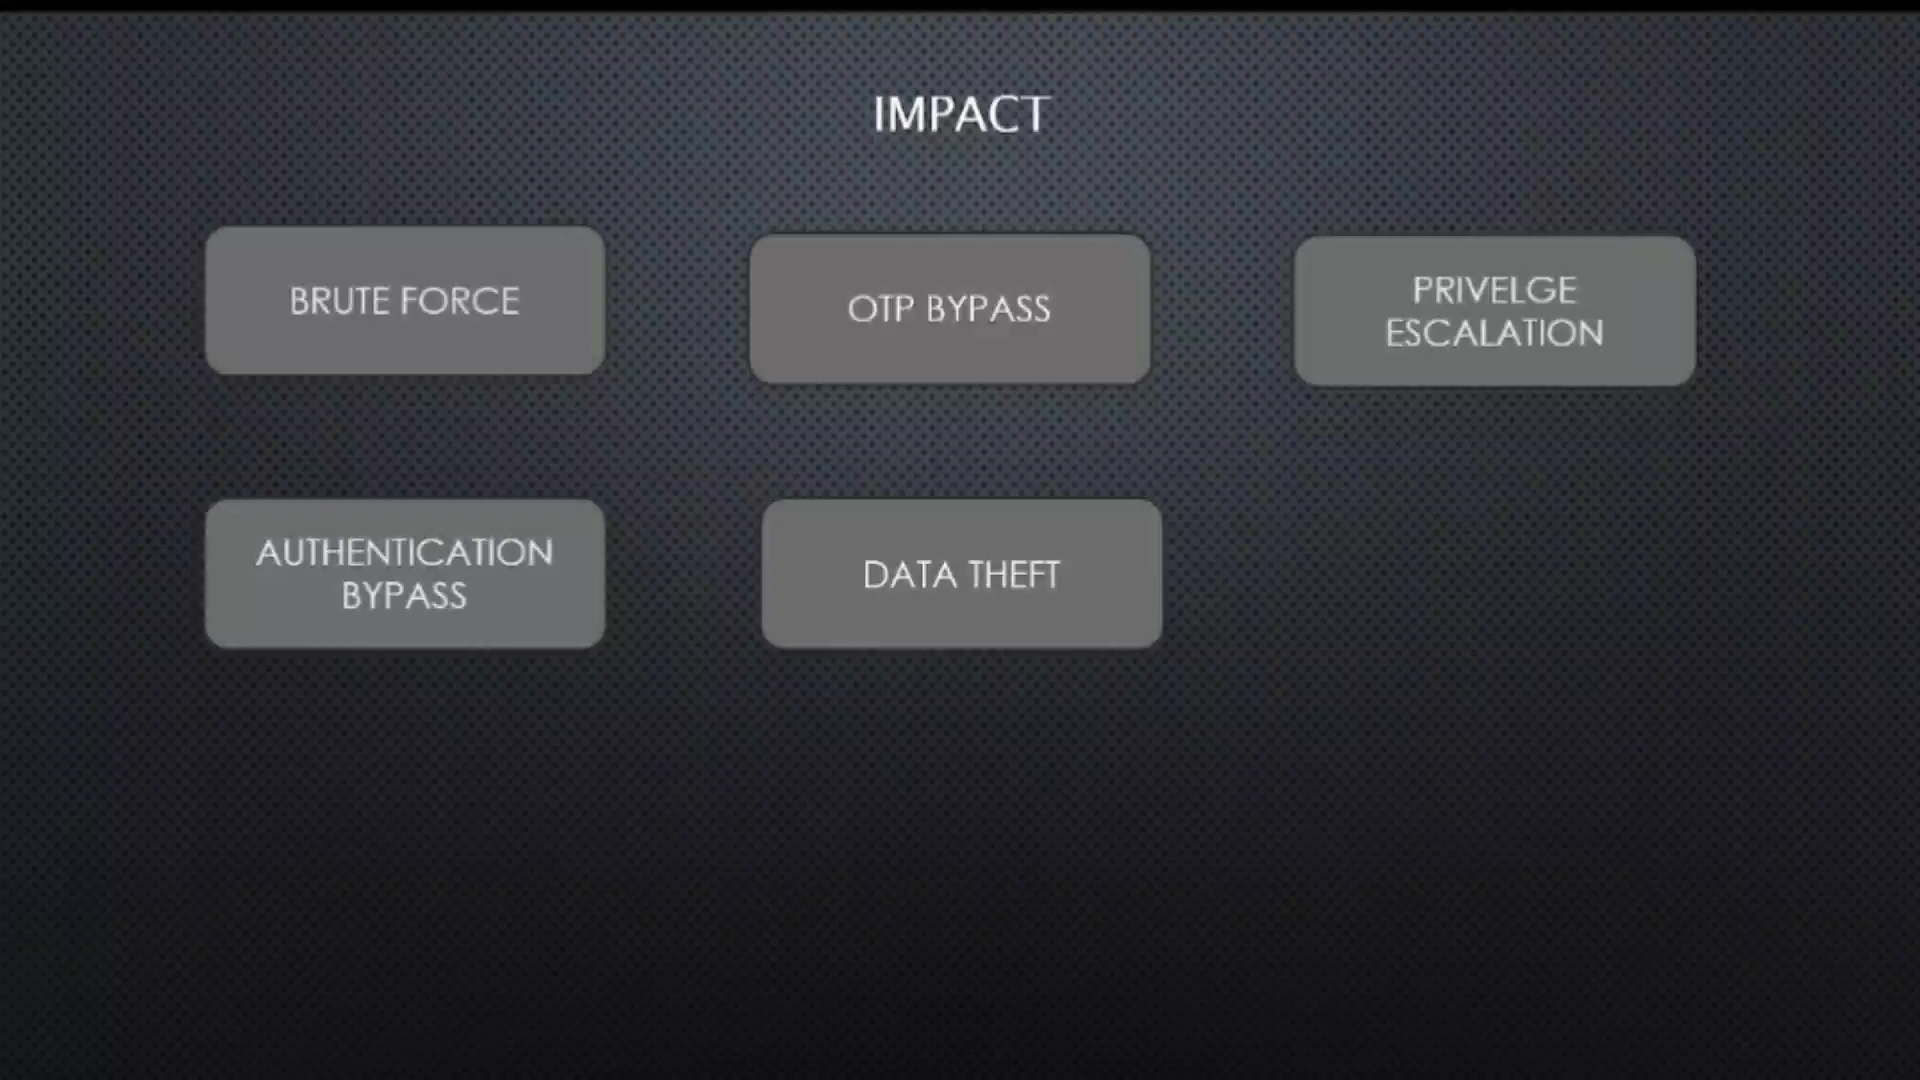 IMPACT
BRUTE FORCE
OTP BYPASS
PRIVELGE
ESCALATION
AUTHENTICATION
BYPASS
DATA THEFT